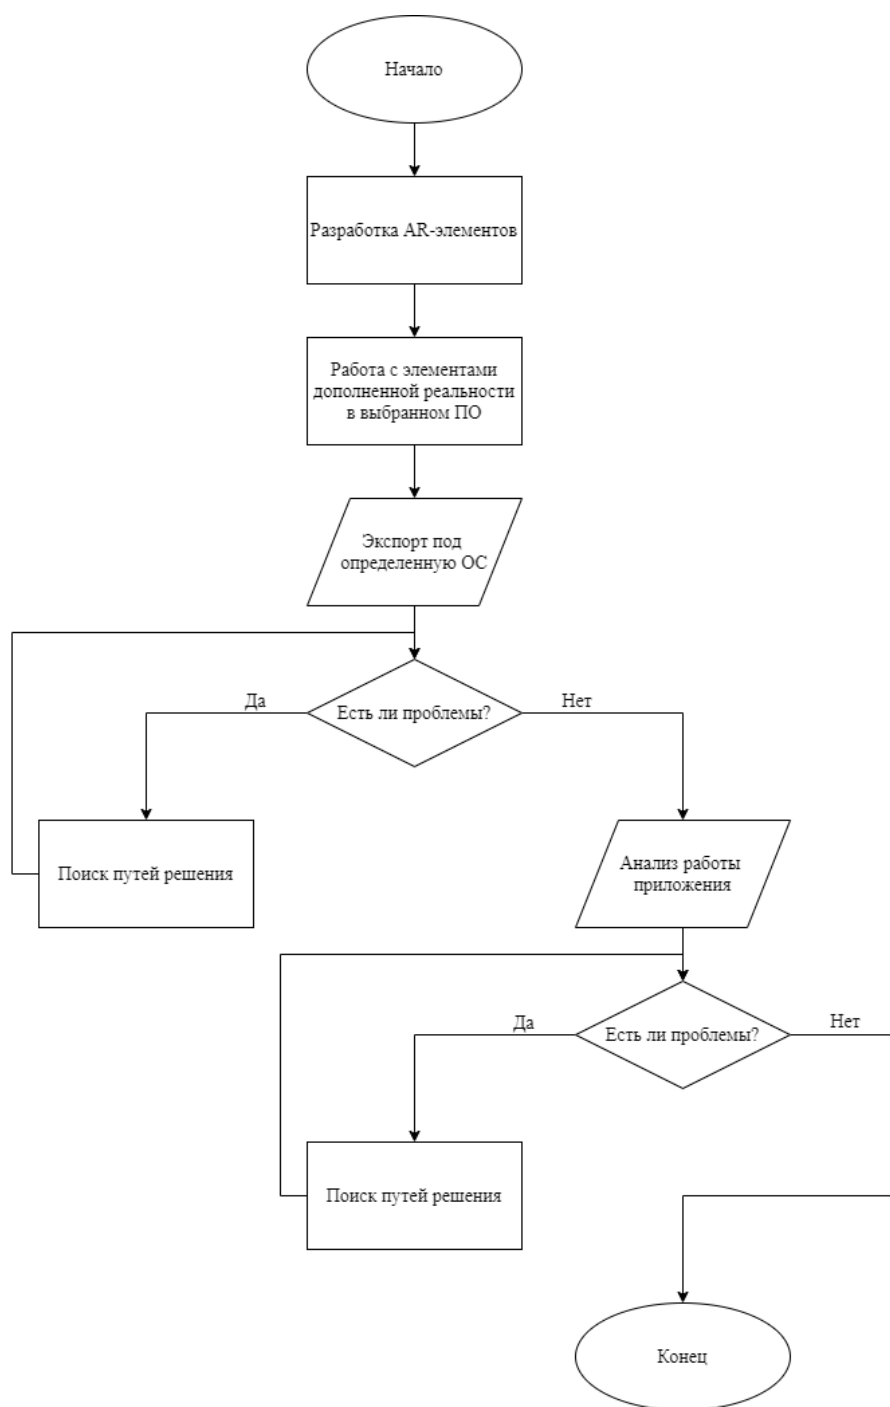 Начало
Разработка AR-элементов
Работа с элементами
дополненной реальности
в выбранном ПО
Экспорт под
определенную ОС
Есть ли проблемы?
Да
Нет
Поиск путей решения
Анализ работы
приложения
Есть ли проблемы?
Да
Нет
Поиск путей решения
Конец